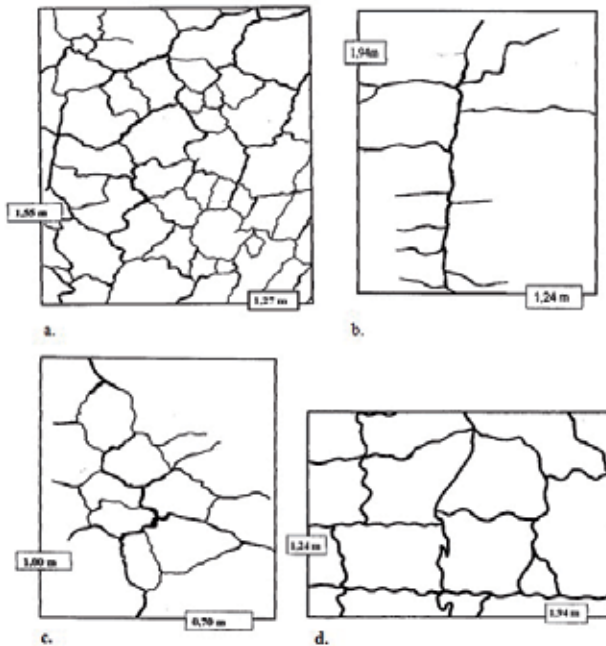 1,55 m
1,27 m
a.
1,94m
1,24 m
b.
1,00 m
0,70 m
c.
1,24 m
1,94 m
d.